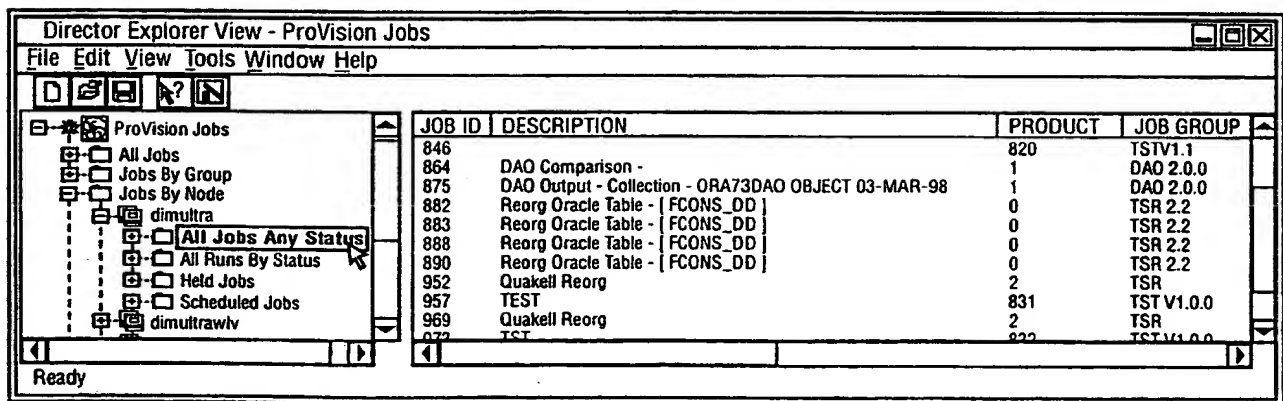 Director Explorer View - ProVision Jobs
File Edit View Tools Window Help
ProVision Jobs
All Jobs
Jobs By Group
Jobs By Node
dimultra
All Jobs Any Status
All Runs By Status
Held Jobs
Scheduled Jobs
dimultrawlv
JOB ID DESCRIPTION PRODUCT JOB GROUP
846 820 TSTV1.1
864 DAO Comparison - 1 DAO 2.0.0
875 DAO Output - Collection - ORA73DAO OBJECT 03-MAR-98 1 DAO 2.0.0
882 Reorg Oracle Table - [ FCONS_DD ] 0 TSR 2.2
883 Reorg Oracle Table - [ FCONS_DD ] 0 TSR 2.2
888 Reorg Oracle Table - [ FCONS_DD ] 0 TSR 2.2
890 Reorg Oracle Table - [ FCONS_DD ] 0 TSR 2.2
952 Quakell Reorg 2 TSR
957 TEST 831 TST V1.0.0
969 Quakell Reorg 2 TSR
TST TST V1.0.0
Ready